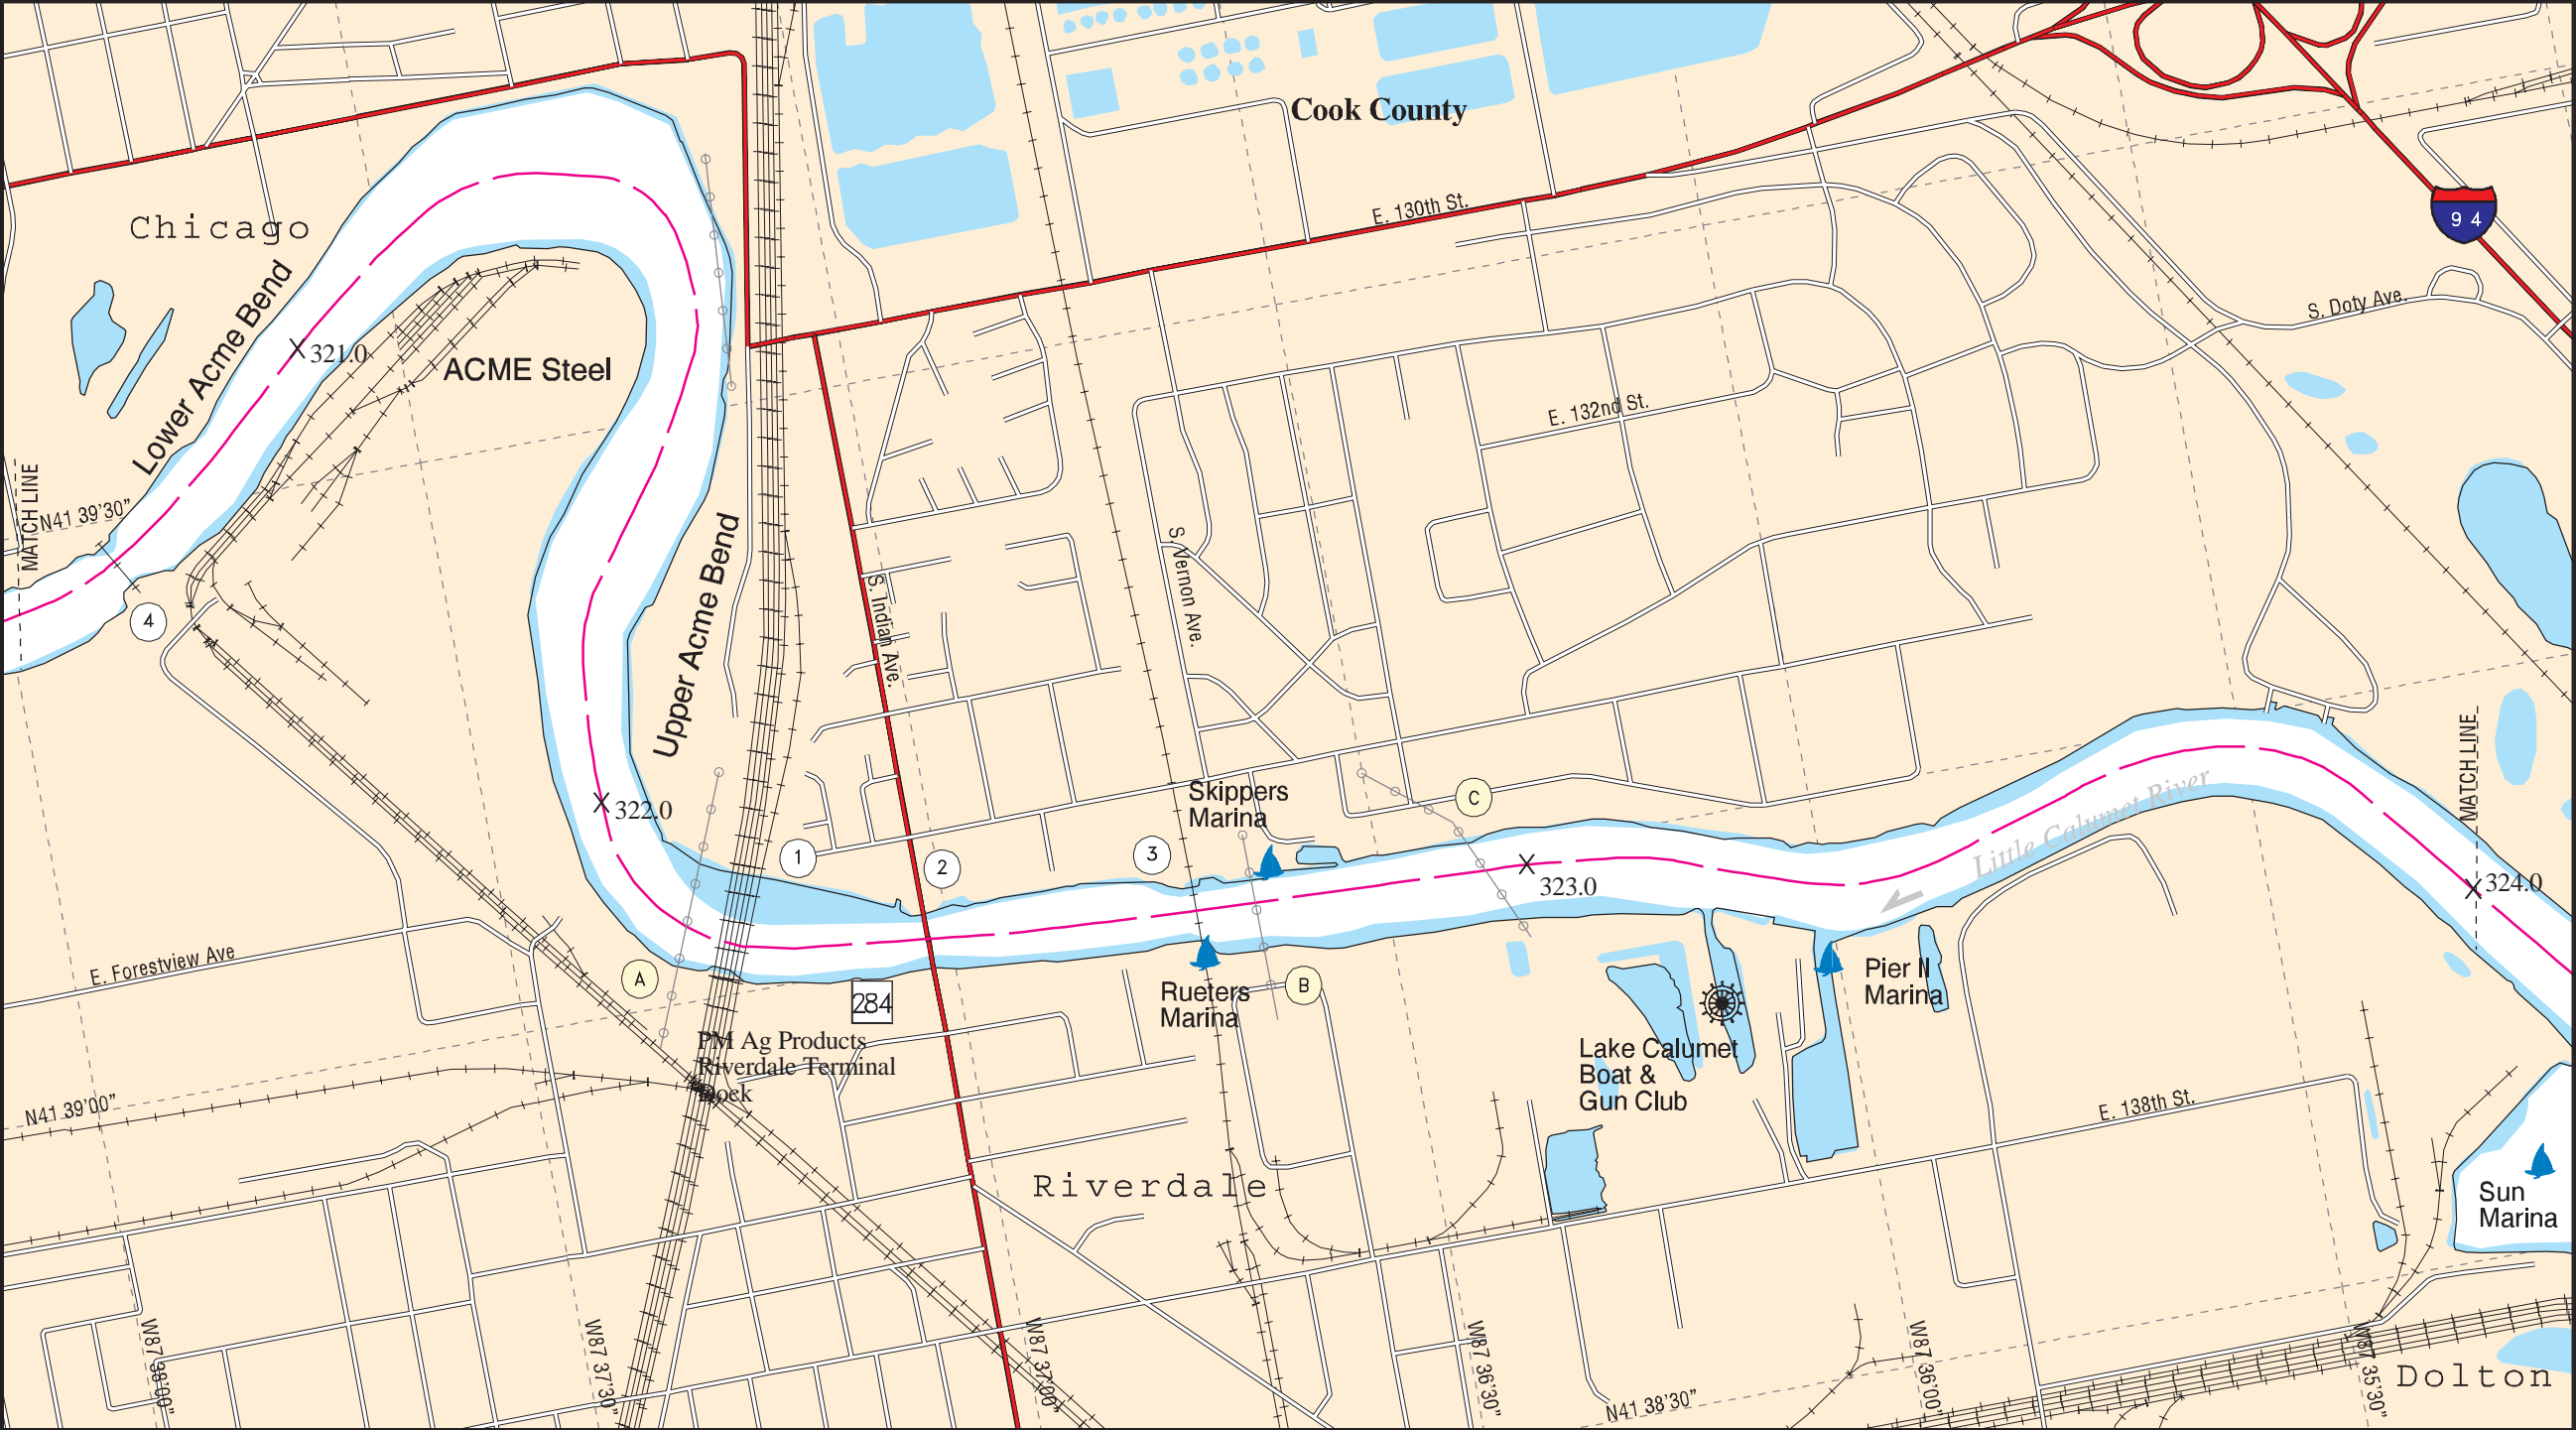 Cook County
E. 130th St.
Chicago
94
Lower Acme Bend
S. Doty Ave.
321.0
ACME Steel
E. 132nd St.
MATCH LINE
N41 39'30"
Upper Acme Bend
S. Indian Ave.
S. Vernon Ave.
4
MATCH LINE
Skippers
Marina
C
322.0
1
2
3
Little Calumet River
323.0
324.0
E. Forestview Ave
A
284
Rueters
Marina
B
Pier II
Marina
PM Ag Products
Riverdale Terminal
Dock
Lake Calumet
Boat &
Gun Club
N41 39'00"
E. 138th St.
Riverdale
Sun
Marina
W87 38'00"
W87 37'30"
W87 37'00"
W87 36'30"
W87 36'00"
W87 35'30"
N41 38'30"
Dolton